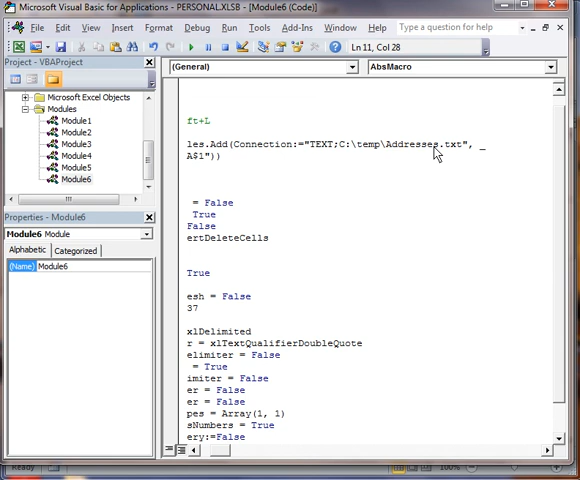 Microsoft Visual Basic for Applications - PERSONAL.XLSB - [Module6 (Code)]
File Edit View Insert Format Debug Run Tools Add-Ins Window Help Type a question for help
Ln 11, Col 28
Project - VBAProject
Microsoft Excel Objects
Modules
Module1
Module2
Module3
Module4
Module5
Module6
Properties - Module6
Module6 Module
Alphabetic Categorized
(Name) Module6
(General) AbsMacro
ft+L
les.Add(Connection:="TEXT;C:\temp\Addresses.txt", _
A$1"))
= False
True
False
ertDeleteCells
True
esh = False
37
xlDelimited
r = xlTextQualifierDoubleQuote
elimiter = False
= True
imiter = False
er = False
er = False
pes = Array(1, 1)
sNumbers = True
ery:=False
Ready 100%